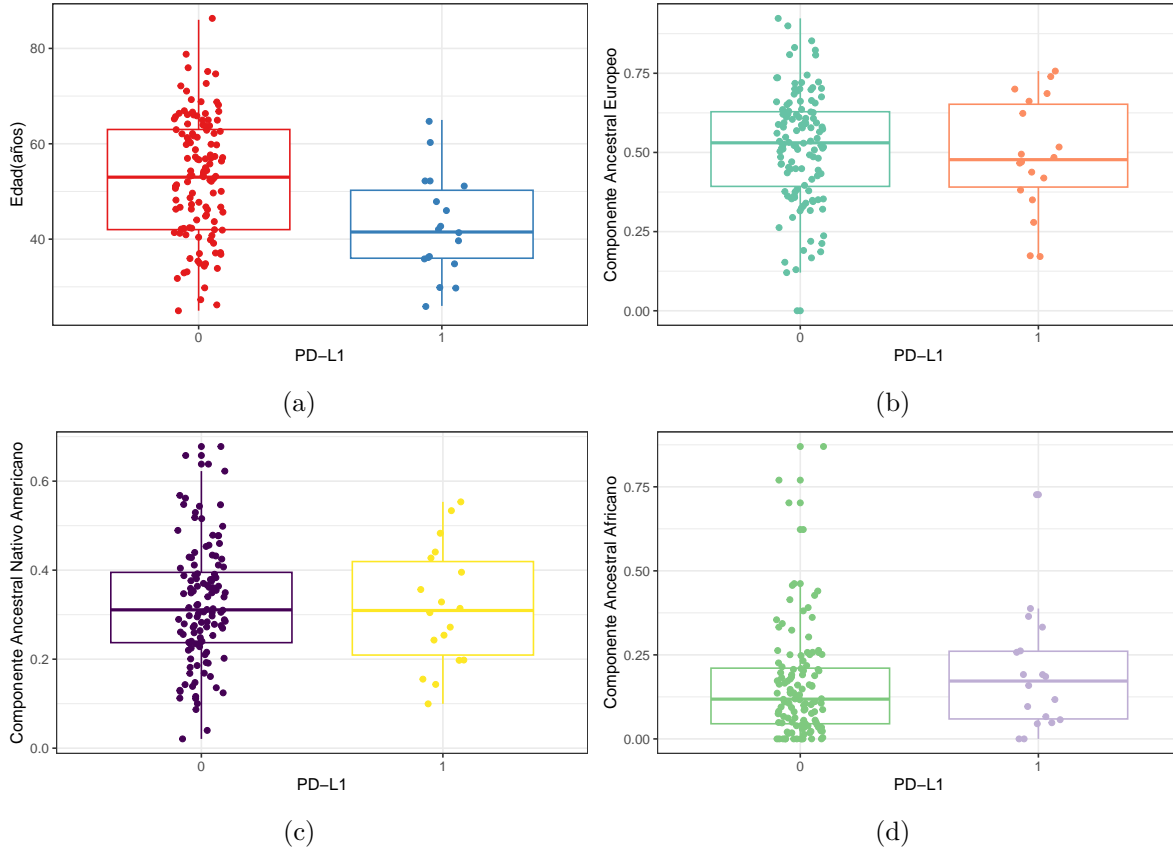 Edad(años)
80
60
40
0
1
PD−L1
(a)
Componente Ancestral Europeo
0.75
0.50
0.25
0.00
0
1
PD−L1
(b)
Componente Ancestral Nativo Americano
0.6
0.4
0.2
0.0
0
1
PD−L1
(c)
Componente Ancestral Africano
0.75
0.50
0.25
0.00
0
1
PD−L1
(d)